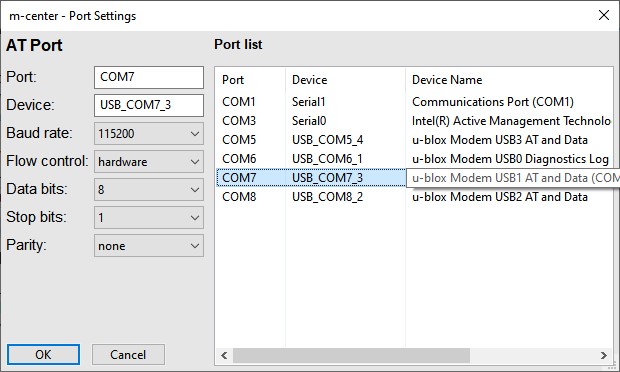 m-center - Port Settings
AT Port
Port: COM7
Device: USB_COM7_3
Baud rate: 115200
Flow control: hardware
Data bits: 8
Stop bits: 1
Parity: none
OK Cancel
Port list
Port Device Device Name
COM1 Serial1 Communications Port (COM1)
COM3 Serial0 Intel(R) Active Management Technolo
COM5 USB_COM5_4 u-blox Modem USB3 AT and Data
COM6 USB_COM6_1 u-blox Modem USB0 Diagnostics Log
COM7 USB_COM7_3 u-blox Modem USB1 AT and Data (COM
COM8 USB_COM8_2 u-blox Modem USB2 AT and Data